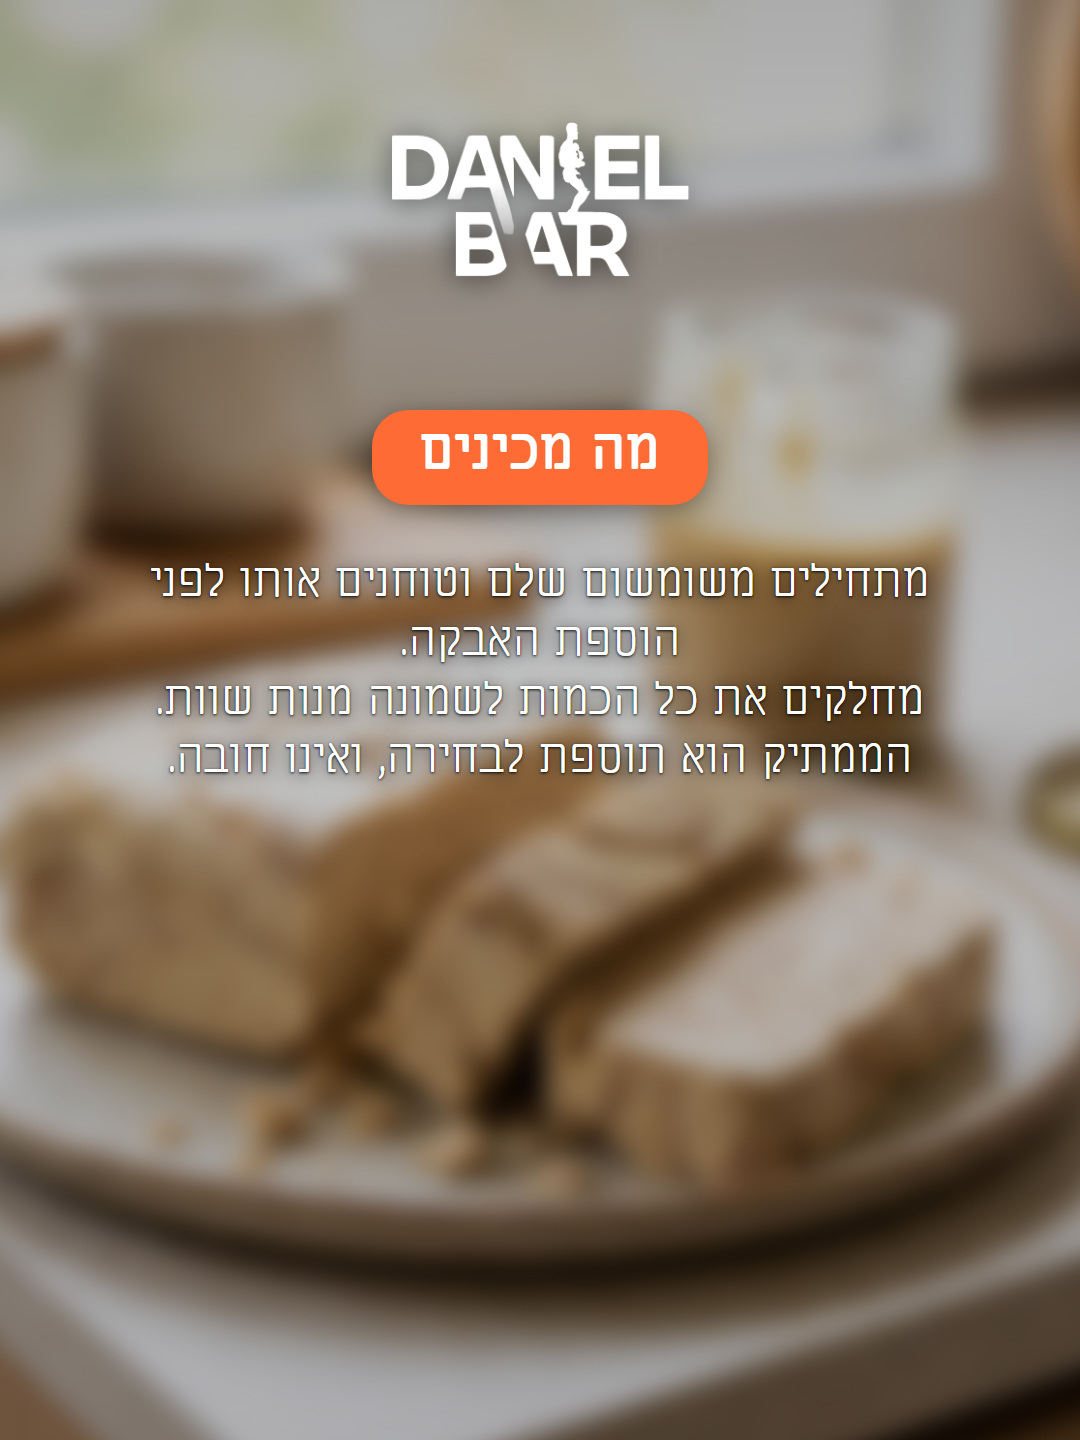 DANIEL
BAR
מה מכינים
מתחילים משומשום שלם וטוחנים אותו לפני
הוספת האבקה.
מחלקים את כל הכמות לשמונה מנות שוות.
הממתיק הוא תוספת לבחירה, ואינו חובה.